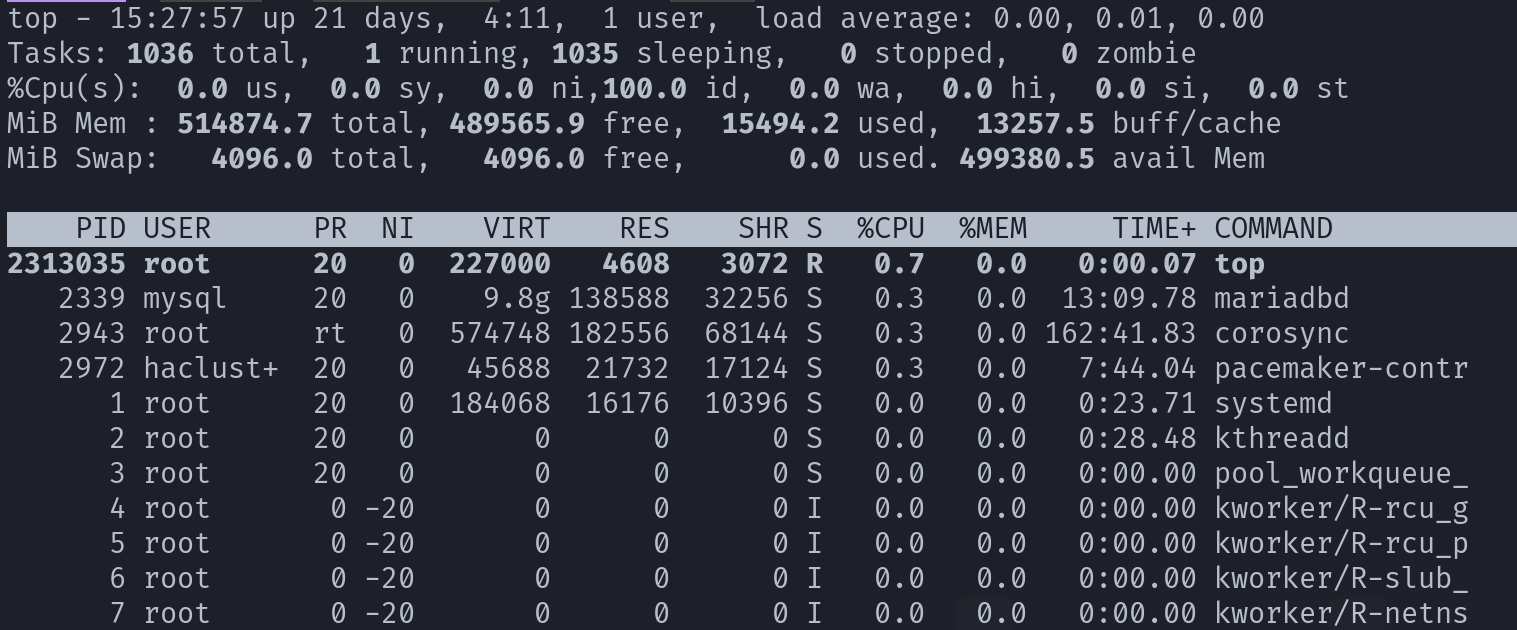 top - 15:27:57 up 21 days,  4:11,  1 user,  load average: 0.00, 0.01, 0.00
Tasks: 1036 total,   1 running, 1035 sleeping,   0 stopped,   0 zombie
%Cpu(s):  0.0 us,  0.0 sy,  0.0 ni,100.0 id,  0.0 wa,  0.0 hi,  0.0 si,  0.0 st
MiB Mem : 514874.7 total, 489565.9 free,  15494.2 used,  13257.5 buff/cache
MiB Swap:   4096.0 total,   4096.0 free,      0.0 used. 499380.5 avail Mem
    PID USER      PR  NI    VIRT    RES    SHR S  %CPU  %MEM     TIME+ COMMAND
2313035 root      20   0  227000   4608   3072 R   0.7   0.0   0:00.07 top
   2339 mysql     20   0    9.8g 138588  32256 S   0.3   0.0  13:09.78 mariadbd
   2943 root      rt   0  574748 182556  68144 S   0.3   0.0 162:41.83 corosync
   2972 haclust+  20   0   45688  21732  17124 S   0.3   0.0   7:44.04 pacemaker-contr
      1 root      20   0  184068  16176  10396 S   0.0   0.0   0:23.71 systemd
      2 root      20   0       0      0      0 S   0.0   0.0   0:28.48 kthreadd
      3 root      20   0       0      0      0 S   0.0   0.0   0:00.00 pool_workqueue_
      4 root       0 -20       0      0      0 I   0.0   0.0   0:00.00 kworker/R-rcu_g
      5 root       0 -20       0      0      0 I   0.0   0.0   0:00.00 kworker/R-rcu_p
      6 root       0 -20       0      0      0 I   0.0   0.0   0:00.00 kworker/R-slub_
      7 root       0 -20       0      0      0 I   0.0   0.0   0:00.00 kworker/R-netns